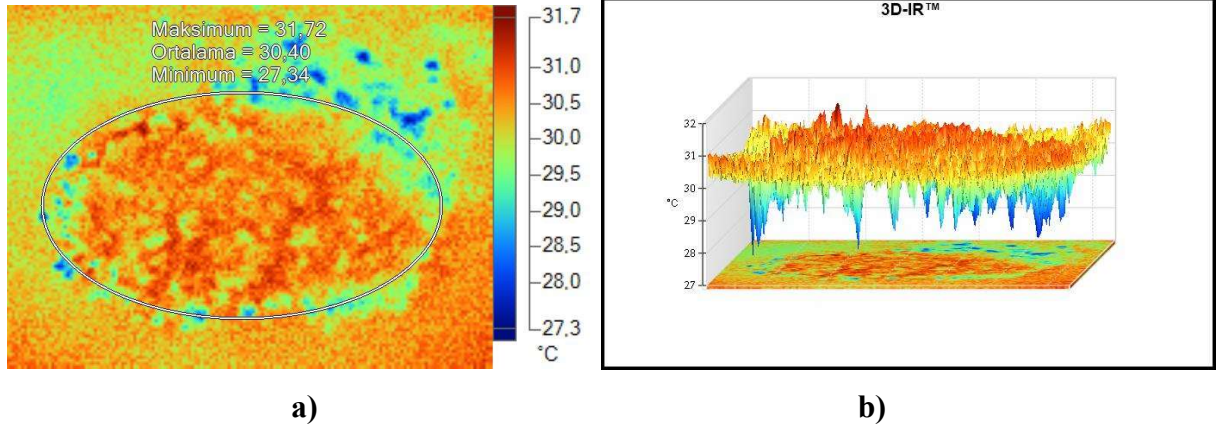 Maksimum = 31,72
Ortalama = 30,40
Minimum = 27,34
31.7
31.0
30,5
30.0
29,5
29.0
28.5
28.0
27.3
°C
a)
3D-IR™
32
31
30
29
28
27
°C
b)